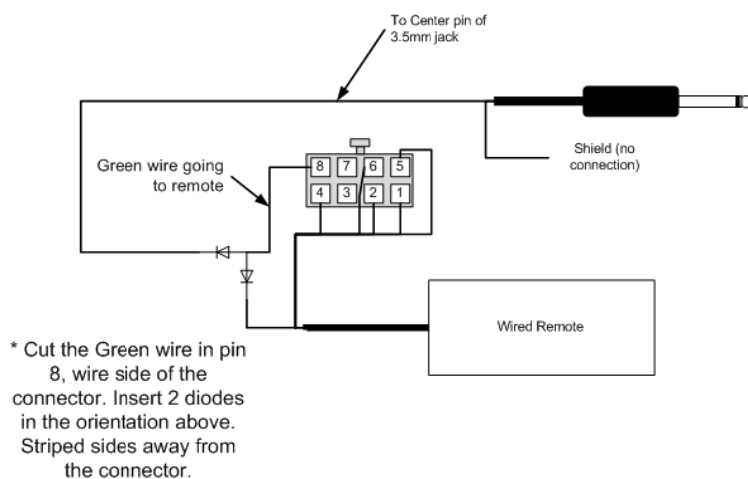 To Center pin of
3.5mm jack
Shield (no
connection)
Green wire going
to remote
8 7 6 5
4 3 2 1
Wired Remote
* Cut the Green wire in pin
8, wire side of the
connector. Insert 2 diodes
in the orientation above.
Striped sides away from
the connector.